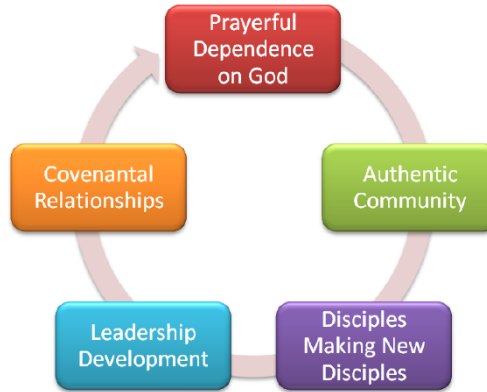 Prayerful
Dependence
on God
Authentic
Community
Disciples
Making New
Disciples
Leadership
Development
Covenantal
Relationships